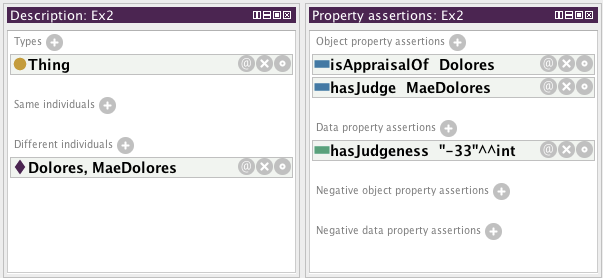 Description: Ex2
Types
Thing
Same individuals
Different individuals
Dolores, MaeDolores
Property assertions: Ex2
Object property assertions
isAppraisalOf Dolores
hasJudge MaeDolores
Data property assertions
hasJudgeness "-33"^^int
Negative object property assertions
Negative data property assertions